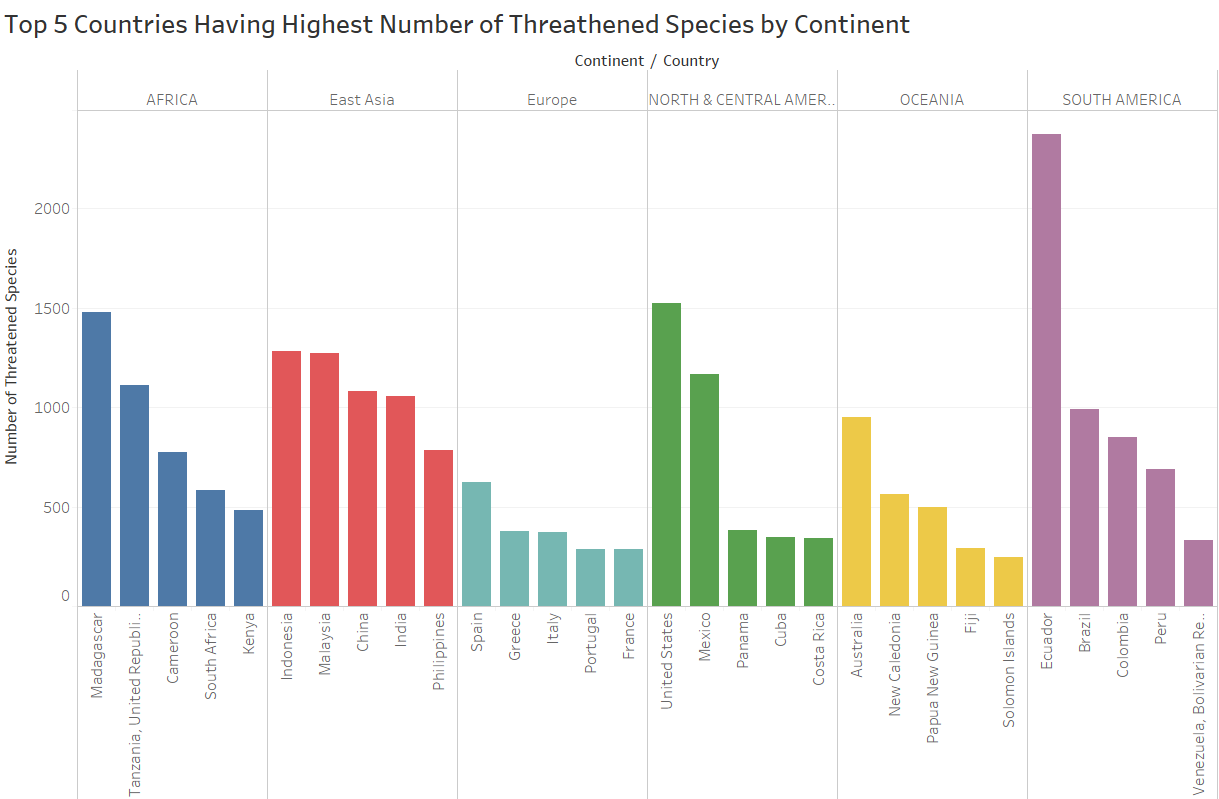 Top 5 Countries Having Highest Number of Threathened Species by Continent
Continent / Country
AFRICA
East Asia
Europe
NORTH & CENTRAL AMER..
OCEANIA
SOUTH AMERICA
Number of Threatened Species
2000
1500
1000
500
0
Madagascar
Tanzania, United Republi..
Cameroon
South Africa
Kenya
Indonesia
Malaysia
China
India
Philippines
Spain
Greece
Italy
Portugal
France
United States
Mexico
Panama
Cuba
Costa Rica
Australia
New Caledonia
Papua New Guinea
Fiji
Solomon Islands
Ecuador
Brazil
Colombia
Peru
Venezuela, Bolivarian Re..